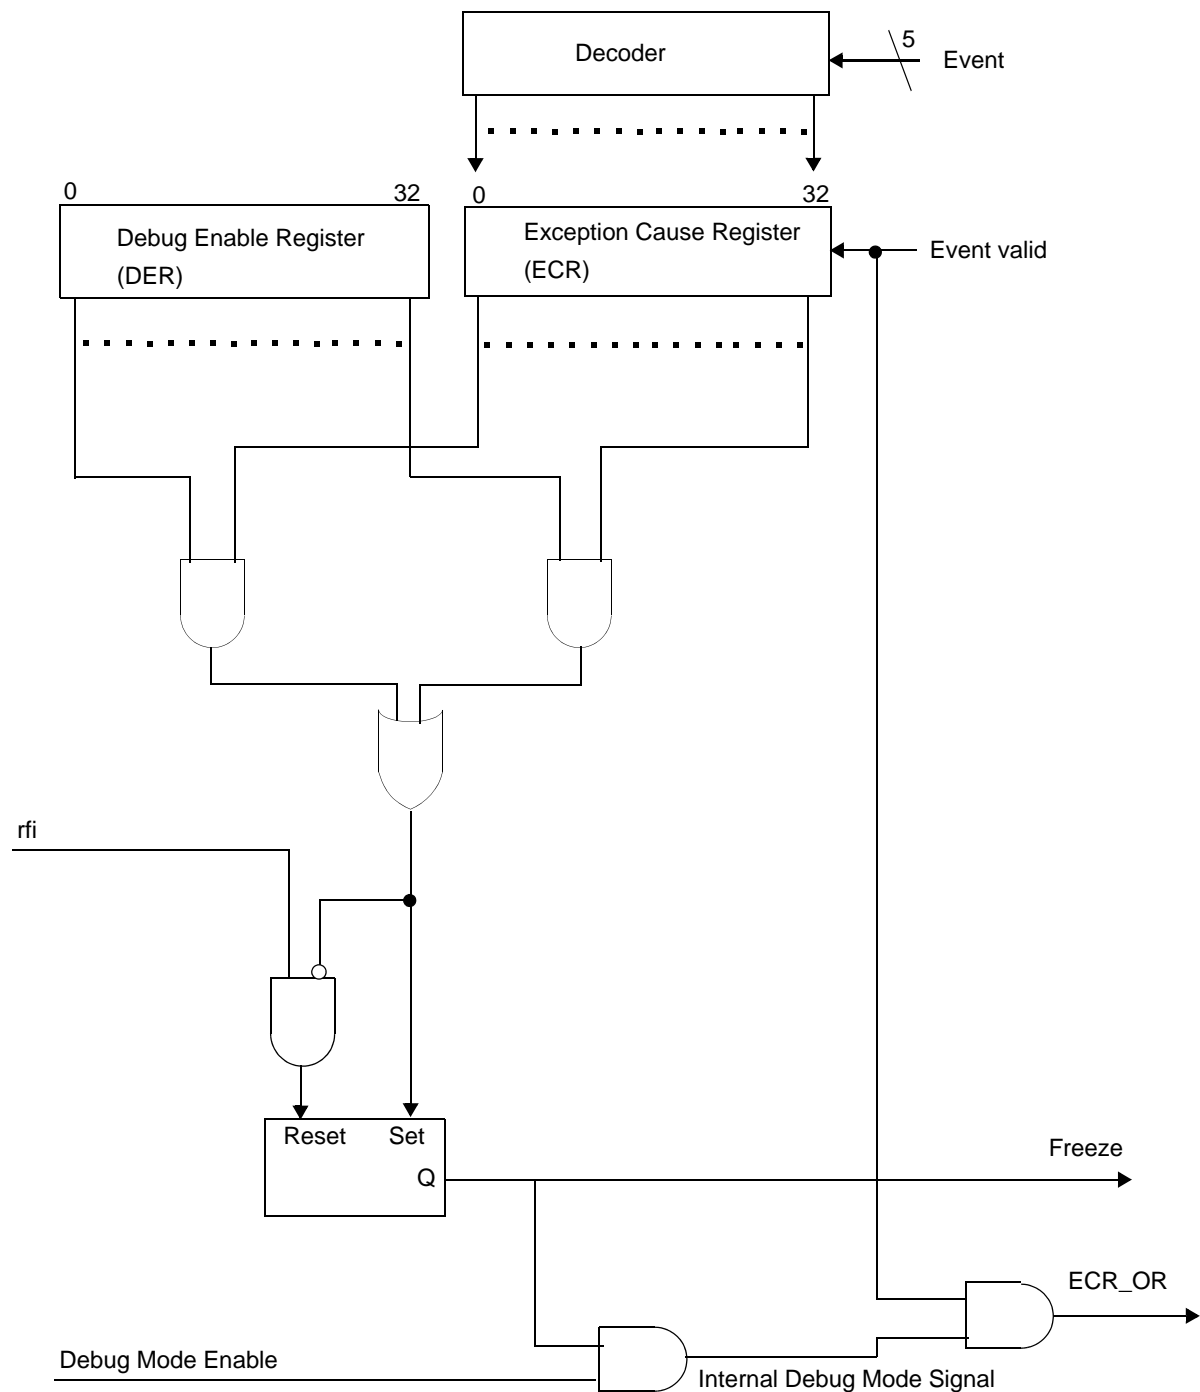 Decoder
5
Event
0
32
0
32
Debug Enable Register
(DER)
Exception Cause Register
(ECR)
Event valid
rfi
Reset
Set
Q
Freeze
ECR_OR
Debug Mode Enable
Internal Debug Mode Signal